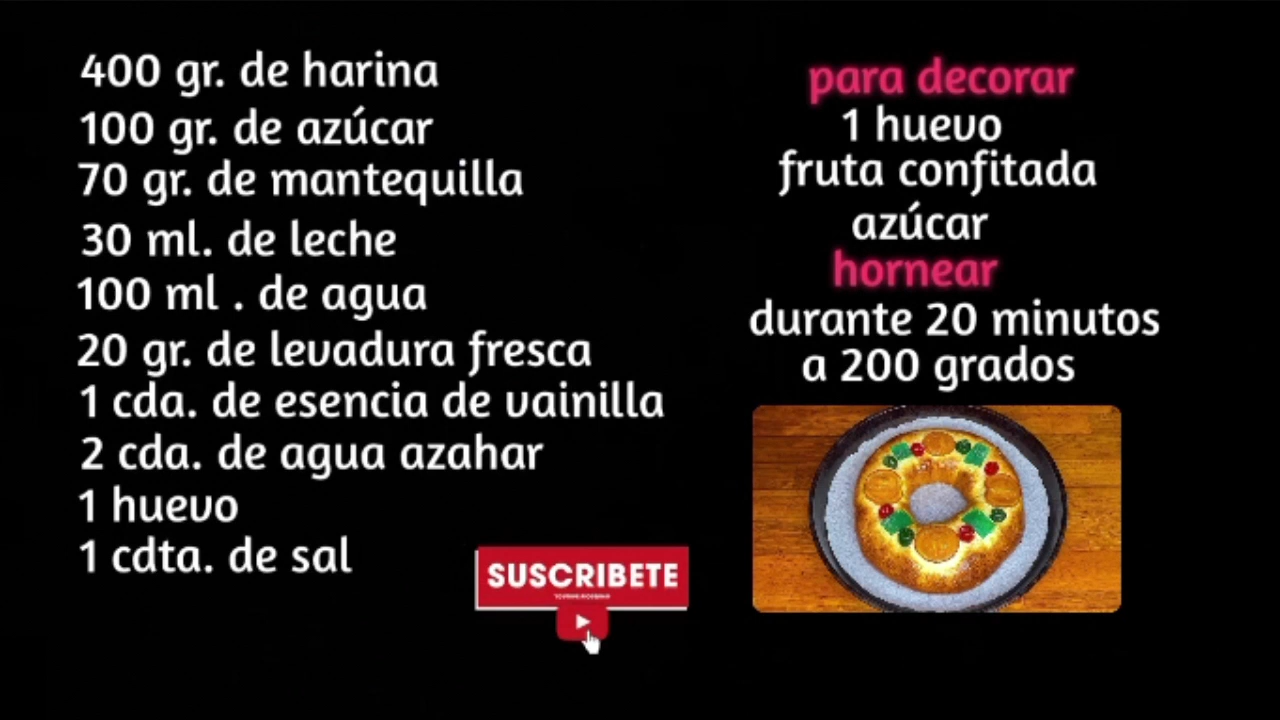 400 gr. de harina
100 gr. de azúcar
70 gr. de mantequilla
30 ml. de leche
100 ml . de agua
20 gr. de levadura fresca
1 cda. de esencia de vainilla
2 cda. de agua azahar
1 huevo
1 cdta. de sal
para decorar
1 huevo
fruta confitada
azúcar
hornear
durante 20 minutos
a 200 grados
SUSCRIBETE